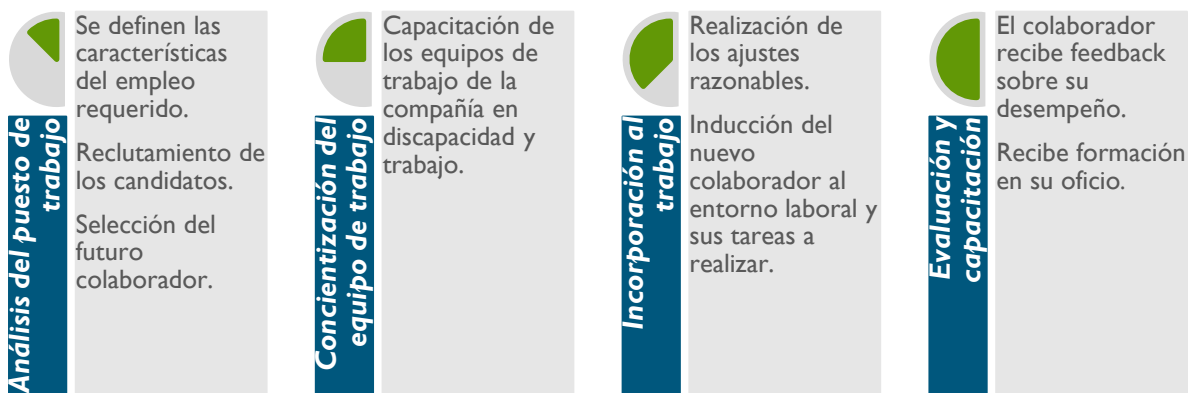 Análisis del puesto de
trabajo
Se definen las
características
del empleo
requerido.
Reclutamiento de
los candidatos.
Selección del
futuro
colaborador.
Concientización del
equipo de trabajo
Capacitación de
los equipos de
trabajo de la
compañía en
discapacidad y
trabajo.
Incorporación al
trabajo
Realización de
los ajustes
razonables.
Inducción del
nuevo
colaborador al
entorno laboral y
sus tareas a
realizar.
Evaluación y
capacitación
El colaborador
recibe feedback
sobre su
desempeño.
Recibe formación
en su oficio.